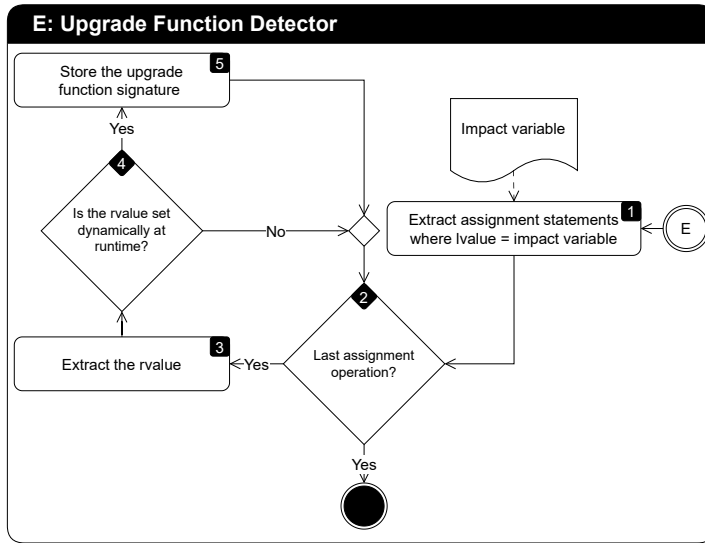 E: Upgrade Function Detector
5
Store the upgrade
function signature
Yes
4
Is the rvalue set
dynamically at
runtime?
No
Impact variable
1
Extract assignment statements
where lvalue = impact variable
E
2
Last assignment
operation?
Yes
3
Extract the rvalue
Yes